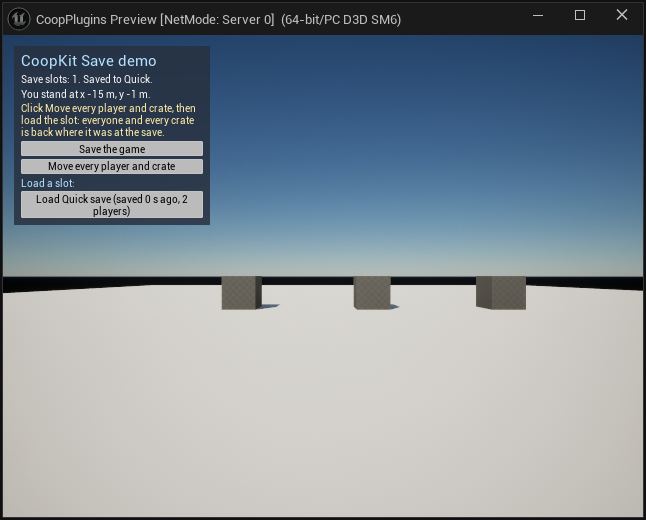 CoopPlugins Preview [NetMode: Server 0]  (64-bit/PC D3D SM6)
CoopKit Save demo
Save slots: 1. Saved to Quick.
You stand at x -15 m, y -1 m.
Click Move every player and crate, then
load the slot: everyone and every crate
is back where it was at the save.
Save the game
Move every player and crate
Load a slot:
Load Quick save (saved 0 s ago, 2
players)